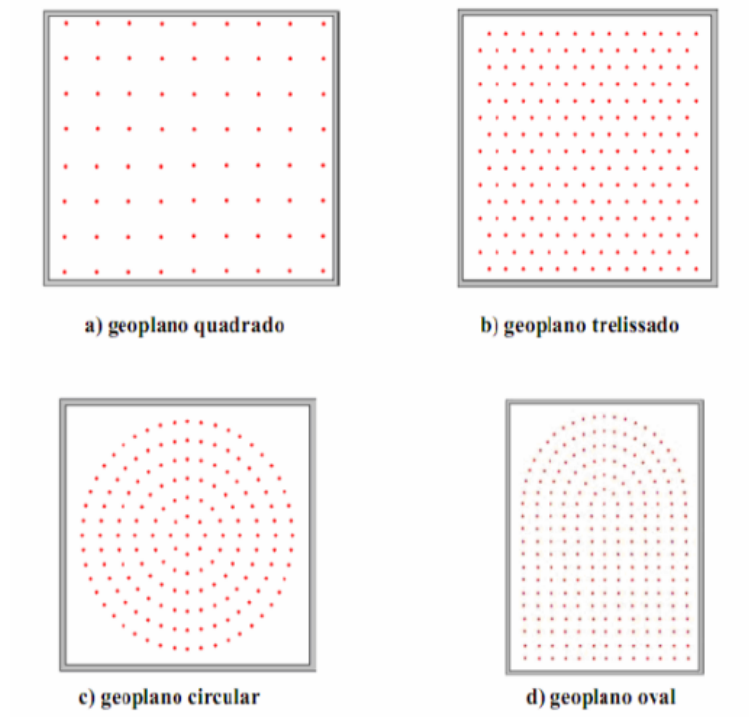 a) geoplano quadrado
b) geoplano trelissado
c) geoplano circular
d) geoplano oval